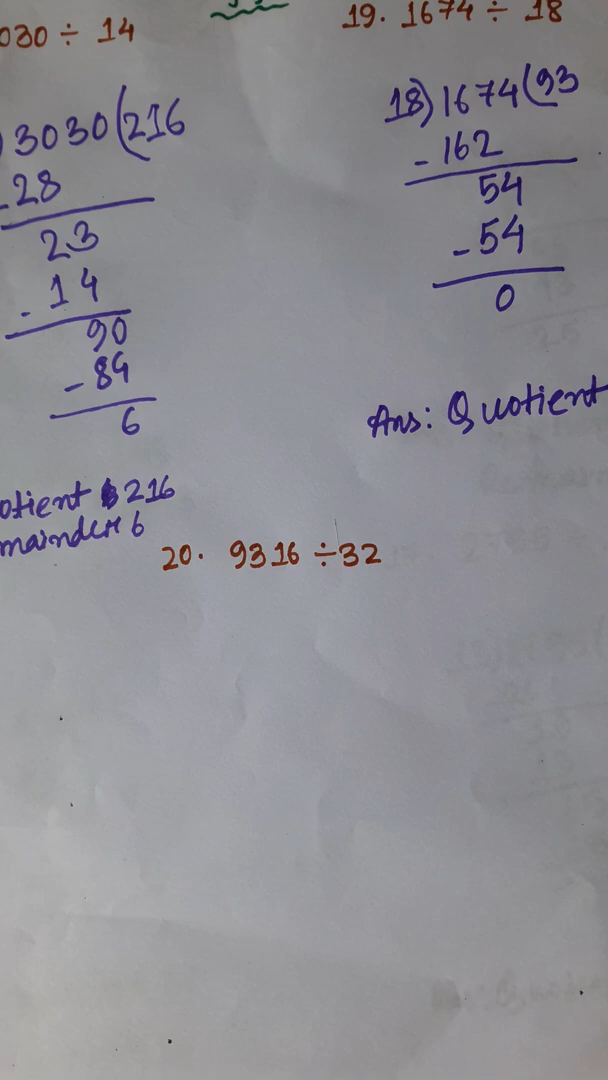 030 ÷ 14
19. 1674 ÷ 18
) 3030 ( 216
- 28
23
- 14
90
- 84
6
otient 216
mainder 6
18) 1674 ( 93
- 162
54
- 54
0
Ans: Quotient
20. 9316 ÷ 32